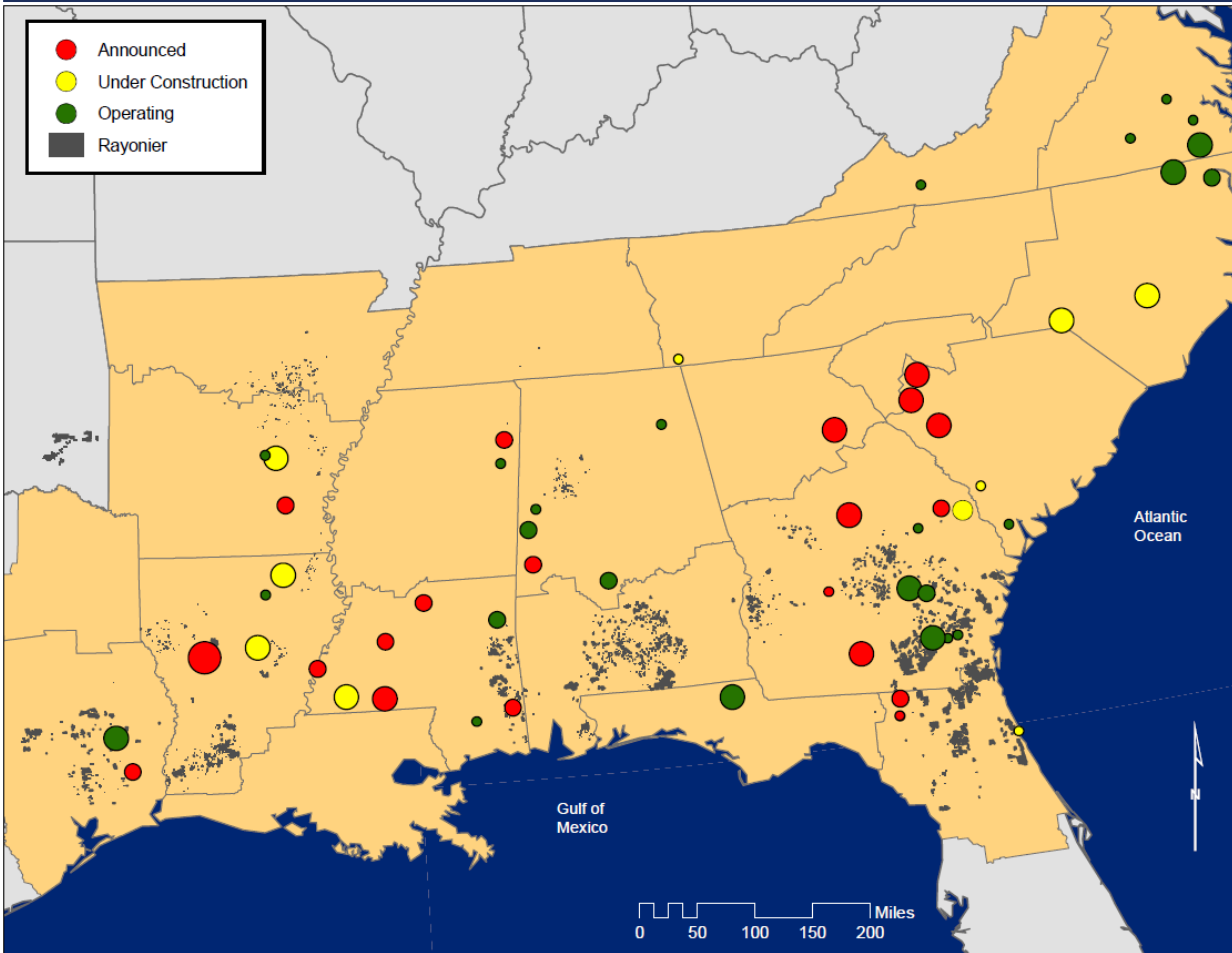 Announced
Under Construction
Operating
Rayonier
Atlantic
Ocean
Gulf of
Mexico
N
Miles
0 50 100 150 200